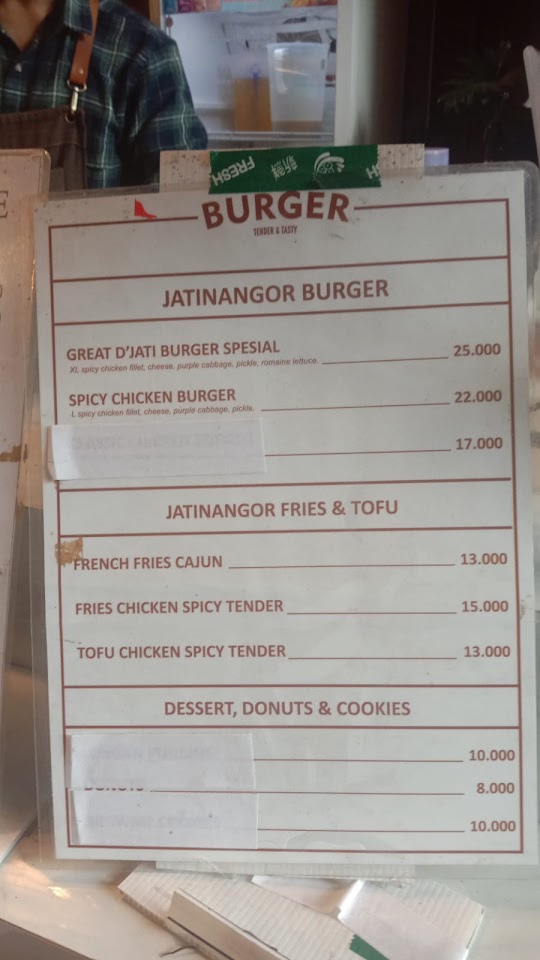 FRESH 新鮮 H
BURGER
TENDER & TASTY
JATINANGOR BURGER
GREAT D'JATI BURGER SPESIAL 25.000
XL spicy chicken fillet, cheese, purple cabbage, pickle, romaine lettuce.
SPICY CHICKEN BURGER 22.000
L spicy chicken fillet, cheese, purple cabbage, pickle.
17.000
JATINANGOR FRIES & TOFU
FRENCH FRIES CAJUN 13.000
FRIES CHICKEN SPICY TENDER 15.000
TOFU CHICKEN SPICY TENDER 13.000
DESSERT, DONUTS & COOKIES
10.000
DONUTS 8.000
10.000